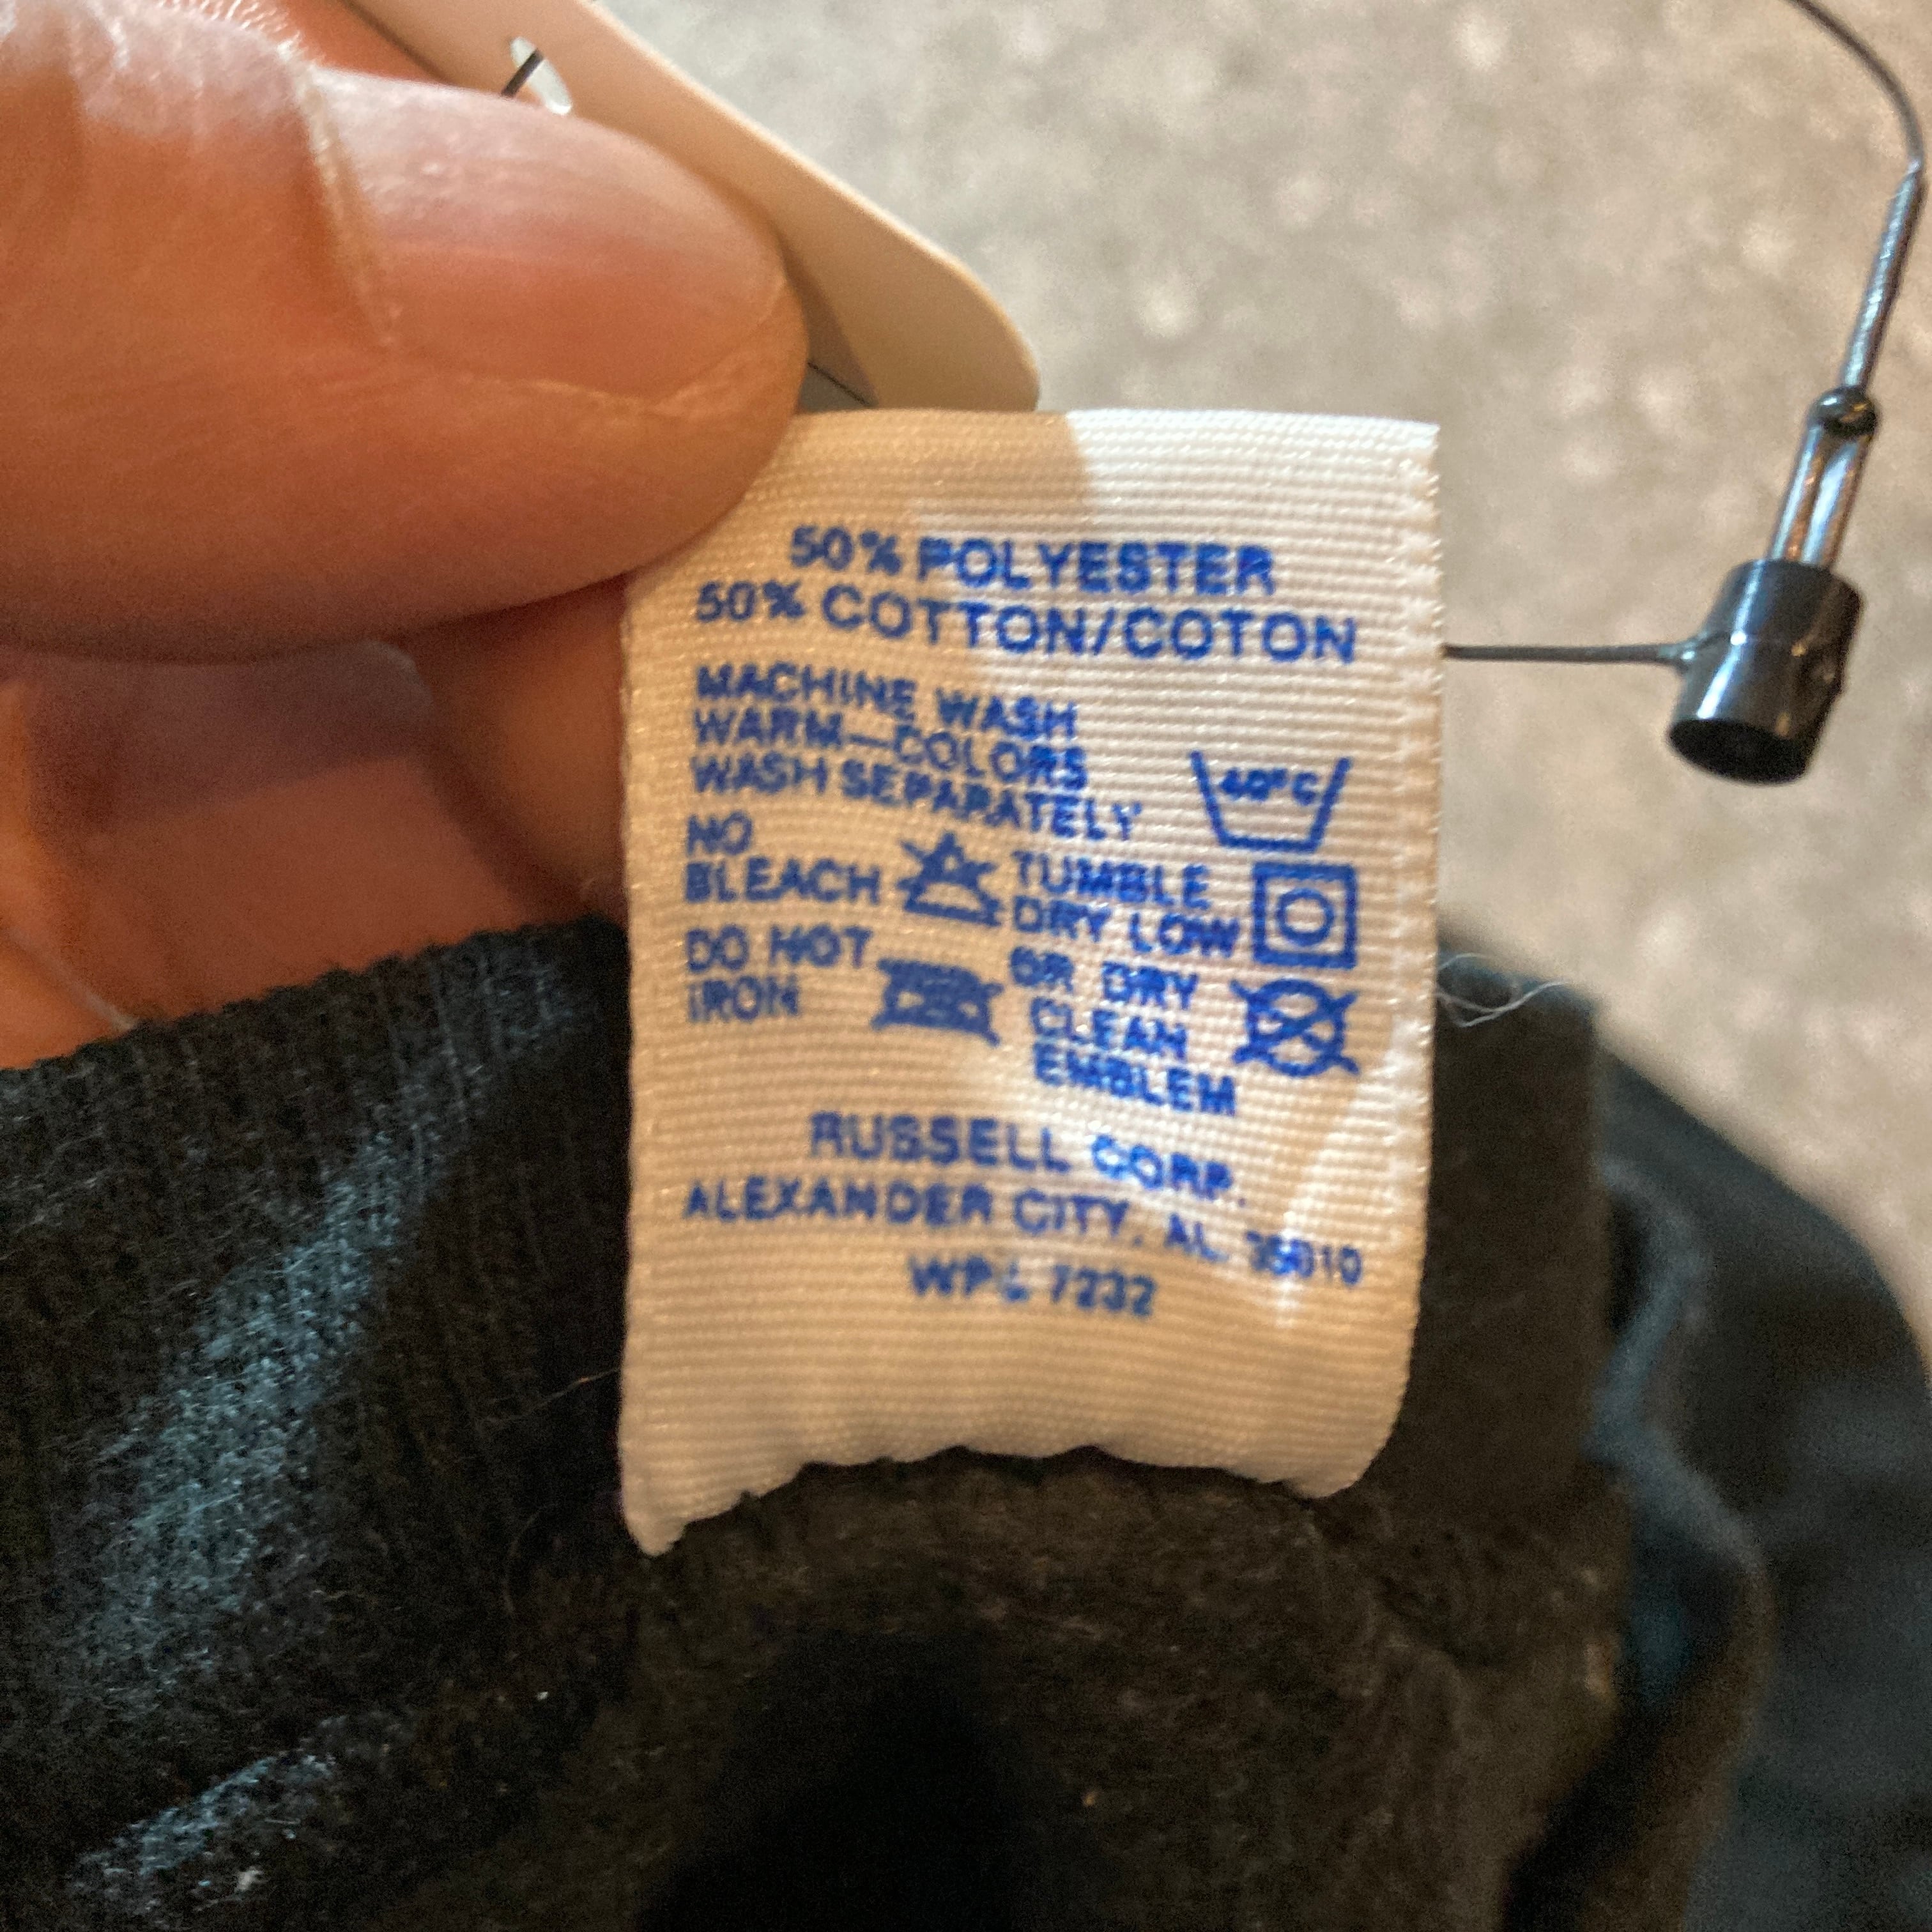 50% POLYESTER
50% COTTON/COTON
MACHINE WASH
WARM—COLORS
WASH SEPARATELY
40°C
NO
BLEACH
TUMBLE
DRY LOW
DO NOT
IRON
OR DRY
CLEAN
EMBLEM
RUSSELL CORP.
ALEXANDER CITY, AL. 35010
7232